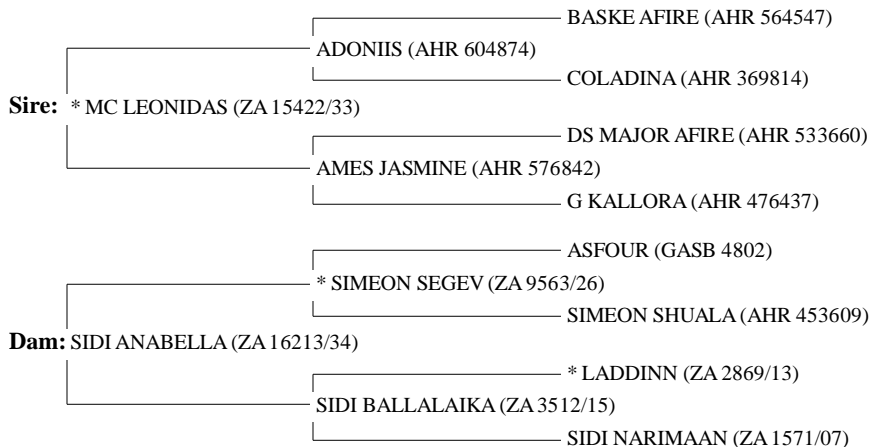 BASKE AFIRE (AHR 564547)
ADONIIS (AHR 604874)
COLADINA (AHR 369814)
Sire: * MC LEONIDAS (ZA 15422/33)
DS MAJOR AFIRE (AHR 533660)
AMES JASMINE (AHR 576842)
G KALLORA (AHR 476437)
ASFOUR (GASB 4802)
* SIMEON SEGEV (ZA 9563/26)
SIMEON SHUALA (AHR 453609)
Dam: SIDI ANABELLA (ZA 16213/34)
* LADDINN (ZA 2869/13)
SIDI BALLALAIKA (ZA 3512/15)
SIDI NARIMAAN (ZA 1571/07)